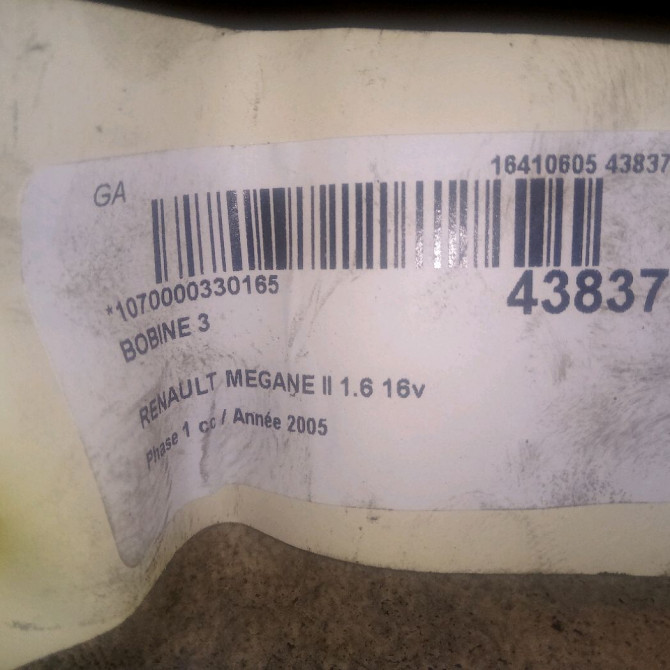 16410605 43837
GA
*1070000330165
43837
BOBINE 3
RENAULT MEGANE II 1.6 16v
Phase 1 cc / Année 2005